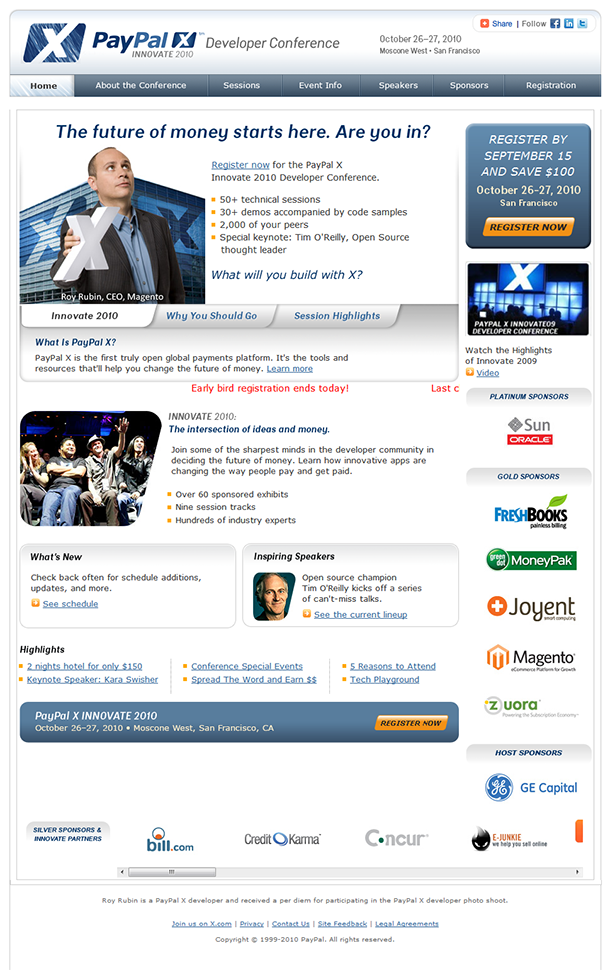 Share | Follow
PayPal X Developer Conference
INNOVATE 2010
October 26–27, 2010
Moscone West • San Francisco
Home
About the Conference
Sessions
Event Info
Speakers
Sponsors
Registration
The future of money starts here. Are you in?
Register now for the PayPal X
Innovate 2010 Developer Conference.
50+ technical sessions
30+ demos accompanied by code samples
2,000 of your peers
Special keynote: Tim O'Reilly, Open Source
thought leader
What will you build with X?
Roy Rubin, CEO, Magento
Innovate 2010
Why You Should Go
Session Highlights
What Is PayPal X?
PayPal X is the first truly open global payments platform. It's the tools and
resources that'll help you change the future of money. Learn more
Early bird registration ends today!
Last c
REGISTER BY
SEPTEMBER 15
AND SAVE $100
October 26–27, 2010
San Francisco
REGISTER NOW
X
PAYPAL X INNOVATE09
DEVELOPER CONFERENCE
Watch the Highlights
of Innovate 2009
Video
INNOVATE 2010:
The intersection of ideas and money.
Join some of the sharpest minds in the developer community in
deciding the future of money. Learn how innovative apps are
changing the way people pay and get paid.
Over 60 sponsored exhibits
Nine session tracks
Hundreds of industry experts
What's New
Check back often for schedule additions,
updates, and more.
See schedule
Inspiring Speakers
Open source champion
Tim O'Reilly kicks off a series
of can't-miss talks.
See the current lineup
Highlights
2 nights hotel for only $150
Keynote Speaker: Kara Swisher
Conference Special Events
Spread The Word and Earn $$
5 Reasons to Attend
Tech Playground
PayPal X INNOVATE 2010
October 26–27, 2010 • Moscone West, San Francisco, CA
REGISTER NOW
PLATINUM SPONSORS
Sun
ORACLE
GOLD SPONSORS
FRESHBOOKS
painless billing
green dot MoneyPak
Joyent
smart computing
Magento
eCommerce Platform for Growth
zuora
Powering the Subscription Economy
HOST SPONSORS
GE Capital
SILVER SPONSORS &
INNOVATE PARTNERS
bill.com
Credit Karma
Concur
E-JUNKIE
we help you sell online
Roy Rubin is a PayPal X developer and received a per diem for participating in the PayPal X developer photo shoot.
Join us on X.com | Privacy | Contact Us | Site Feedback | Legal Agreements
Copyright © 1999-2010 PayPal. All rights reserved.